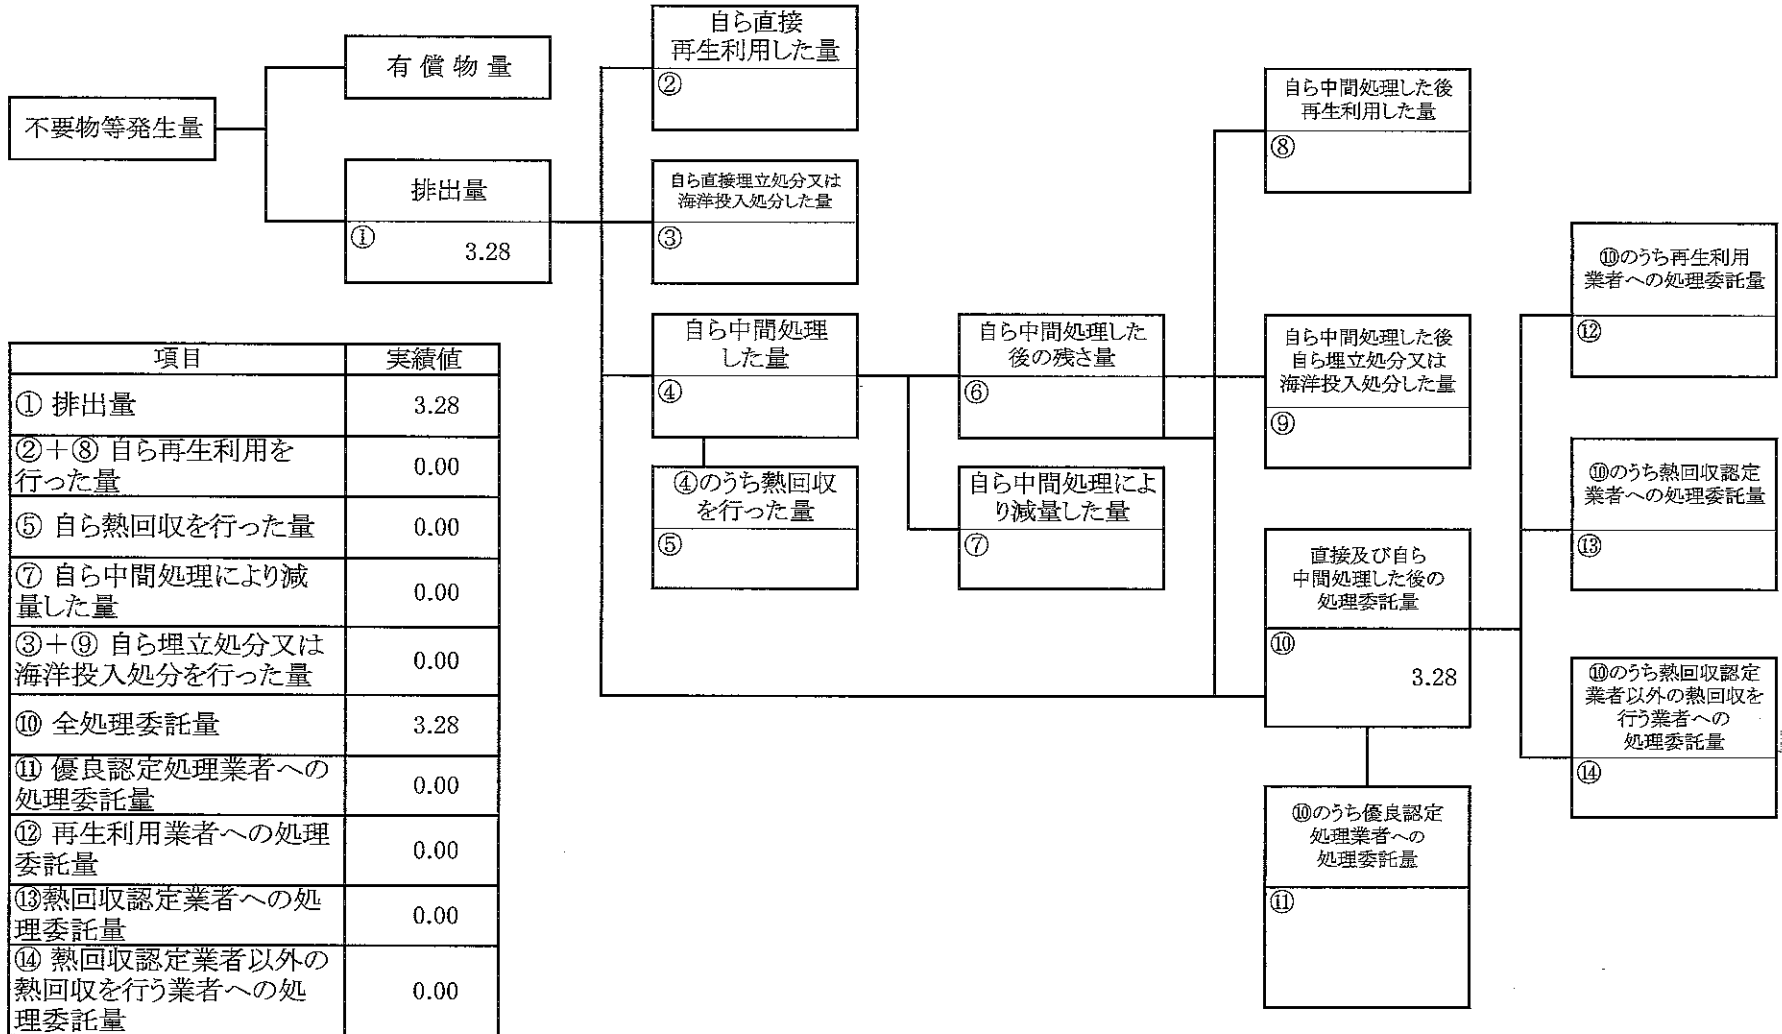 不要物等発生量
有 償 物 量
排出量
①
3.28
自ら直接
再生利用した量
②
自ら直接埋立処分又は
海洋投入処分した量
③
自ら中間処理
した量
④
④のうち熱回収
を行った量
⑤
自ら中間処理した
後の残さ量
⑥
自ら中間処理によ
り減量した量
⑦
自ら中間処理した後
再生利用した量
⑧
自ら中間処理した後
自ら埋立処分又は
海洋投入処分した量
⑨
直接及び自ら
中間処理した後の
処理委託量
⑩
3.28
⑩のうち優良認定
処理業者への
処理委託量
⑪
⑩のうち再生利用
業者への処理委託量
⑫
⑩のうち熱回収認定
業者への処理委託量
⑬
⑩のうち熱回収認定
業者以外の熱回収を
行う業者への
処理委託量
⑭
項目 実績値
① 排出量 3.28
②＋⑧ 自ら再生利用を
行った量 0.00
⑤ 自ら熱回収を行った量 0.00
⑦ 自ら中間処理により減
量した量 0.00
③＋⑨ 自ら埋立処分又は
海洋投入処分を行った量 0.00
⑩ 全処理委託量 3.28
⑪ 優良認定処理業者への
処理委託量 0.00
⑫ 再生利用業者への処理
委託量 0.00
⑬熱回収認定業者への処
理委託量 0.00
⑭ 熱回収認定業者以外の
熱回収を行う業者への処
理委託量 0.00